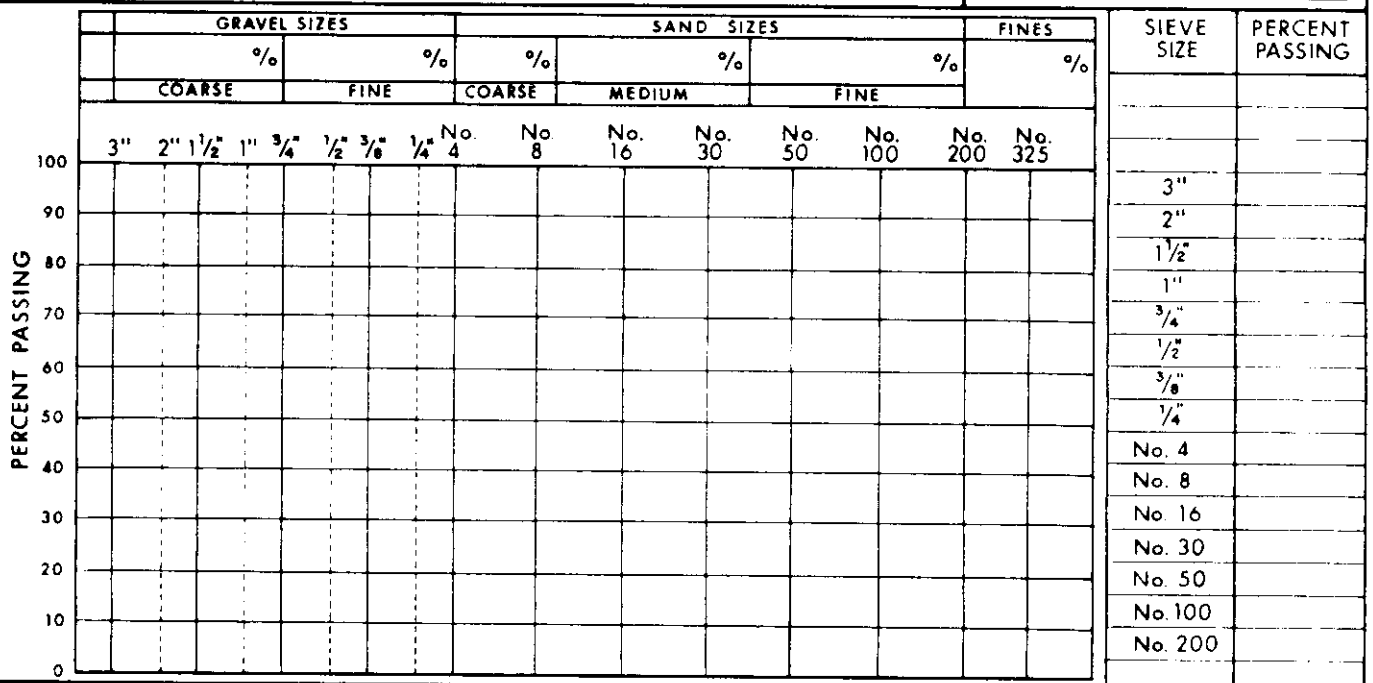 GRAVEL SIZES SAND SIZES FINES
% % % % % %
COARSE FINE COARSE MEDIUM FINE
3" 2" 1 1/2" 1" 3/4" 1/2" 3/8" 1/4" No. 4 No 8 No. 16 No. 30 No. 50 No. 100 No. 200 No. 325
PERCENT PASSING
100
90
80
70
60
50
40
30
20
10
0
SIEVE SIZE PERCENT PASSING
3"
2"
1 1/2"
1"
3/4"
1/2"
3/8"
1/4"
No. 4
No. 8
No. 16
No. 30
No. 50
No. 100
No. 200